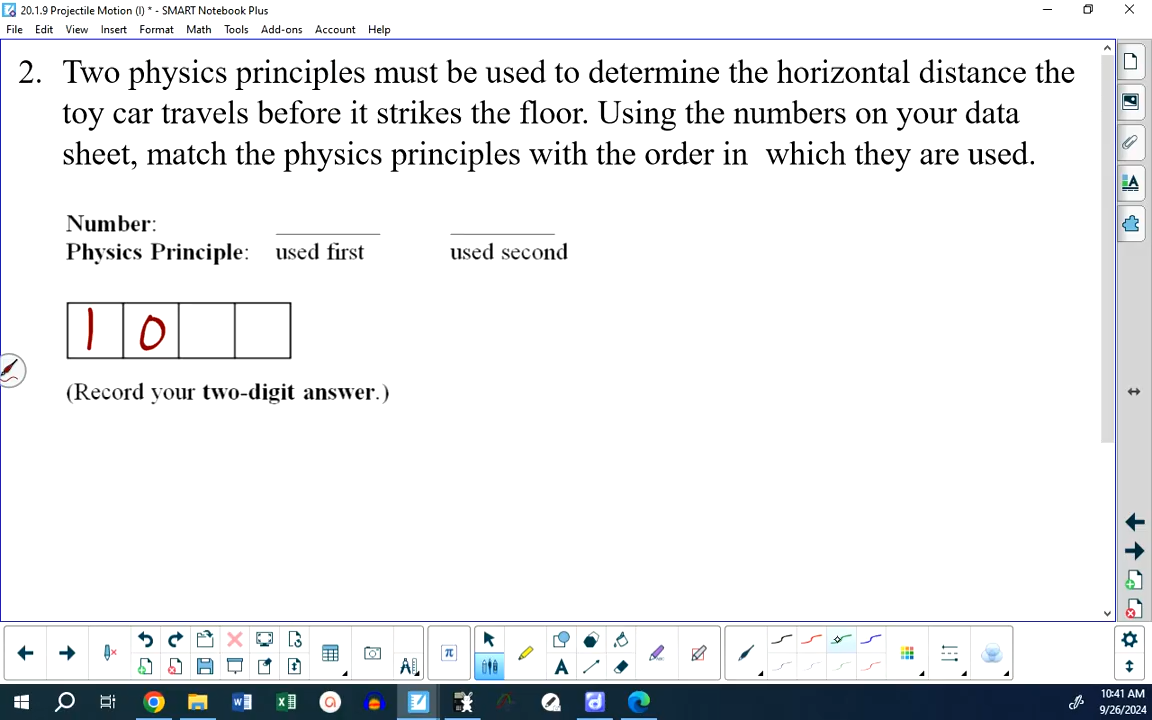 20.1.9 Projectile Motion (I) * - SMART Notebook Plus
File Edit View Insert Format Math Tools Add-ons Account Help
2. Two physics principles must be used to determine the horizontal distance the
toy car travels before it strikes the floor. Using the numbers on your data
sheet, match the physics principles with the order in which they are used.
Number:
Physics Principle: used first used second
1 0
(Record your two-digit answer.)
10:41 AM
9/26/2024